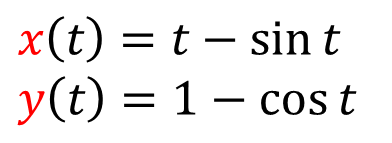 x(t) = t − sin t
y(t) = 1 − cos t